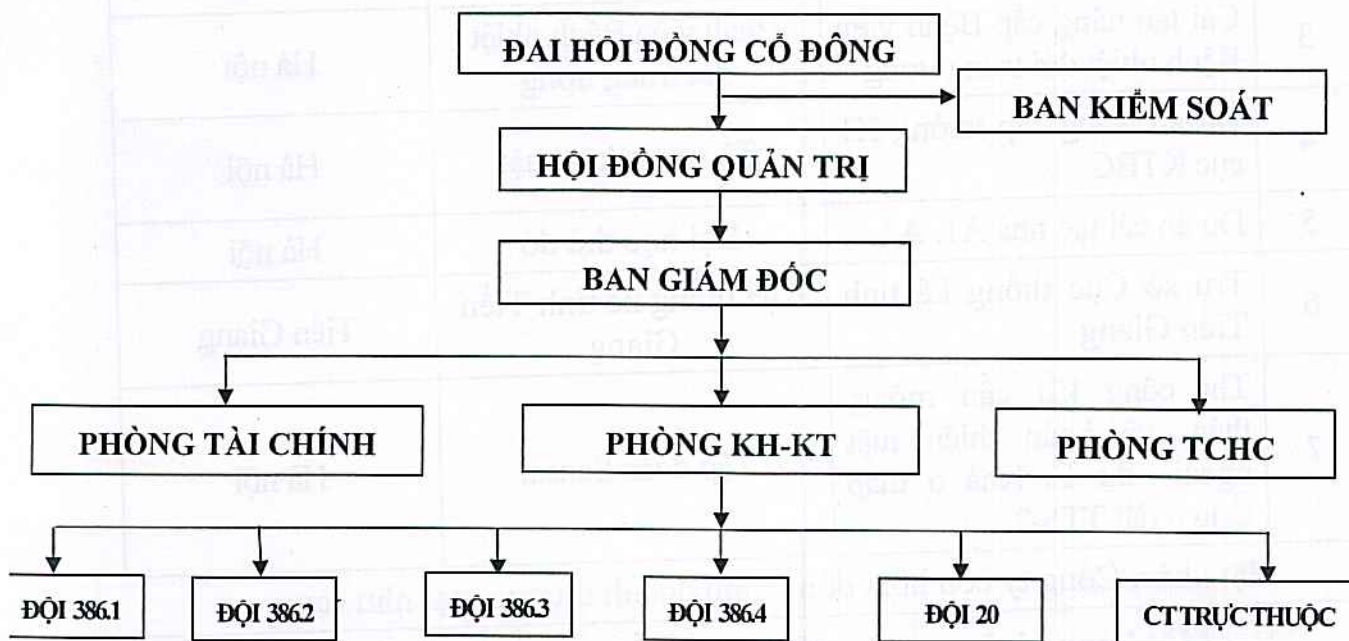 ĐẠI HỘI ĐỒNG CỔ ĐÔNG
BAN KIỂM SOÁT
HỘI ĐỒNG QUẢN TRỊ
BAN GIÁM ĐỐC
PHÒNG TÀI CHÍNH
PHÒNG KH-KT
PHÒNG TCHC
ĐỘI 386.1
ĐỘI 386.2
ĐỘI 386.3
ĐỘI 386.4
ĐỘI 20
CT TRỰC THUỘC